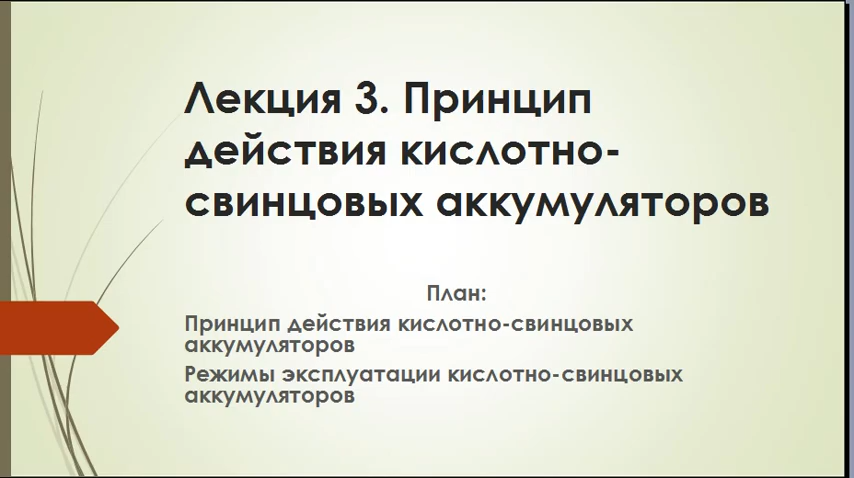 Лекция 3. Принцип
действия кислотно-
свинцовых аккумуляторов
План:
Принцип действия кислотно-свинцовых
аккумуляторов
Режимы эксплуатации кислотно-свинцовых
аккумуляторов